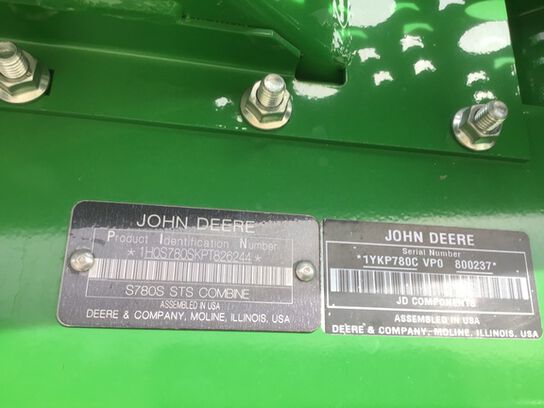 JOHN DEERE
Product Identification Number
*1H0S780SKPT826244*
S780S STS COMBINE
ASSEMBLED IN USA
DEERE & COMPANY, MOLINE, ILLINOIS, USA
JOHN DEERE
Serial Number
*1YKP780C VP0 800237*
JD COMPONENTS
ASSEMBLED IN USA
DEERE & COMPANY, MOLINE, ILLINOIS, USA